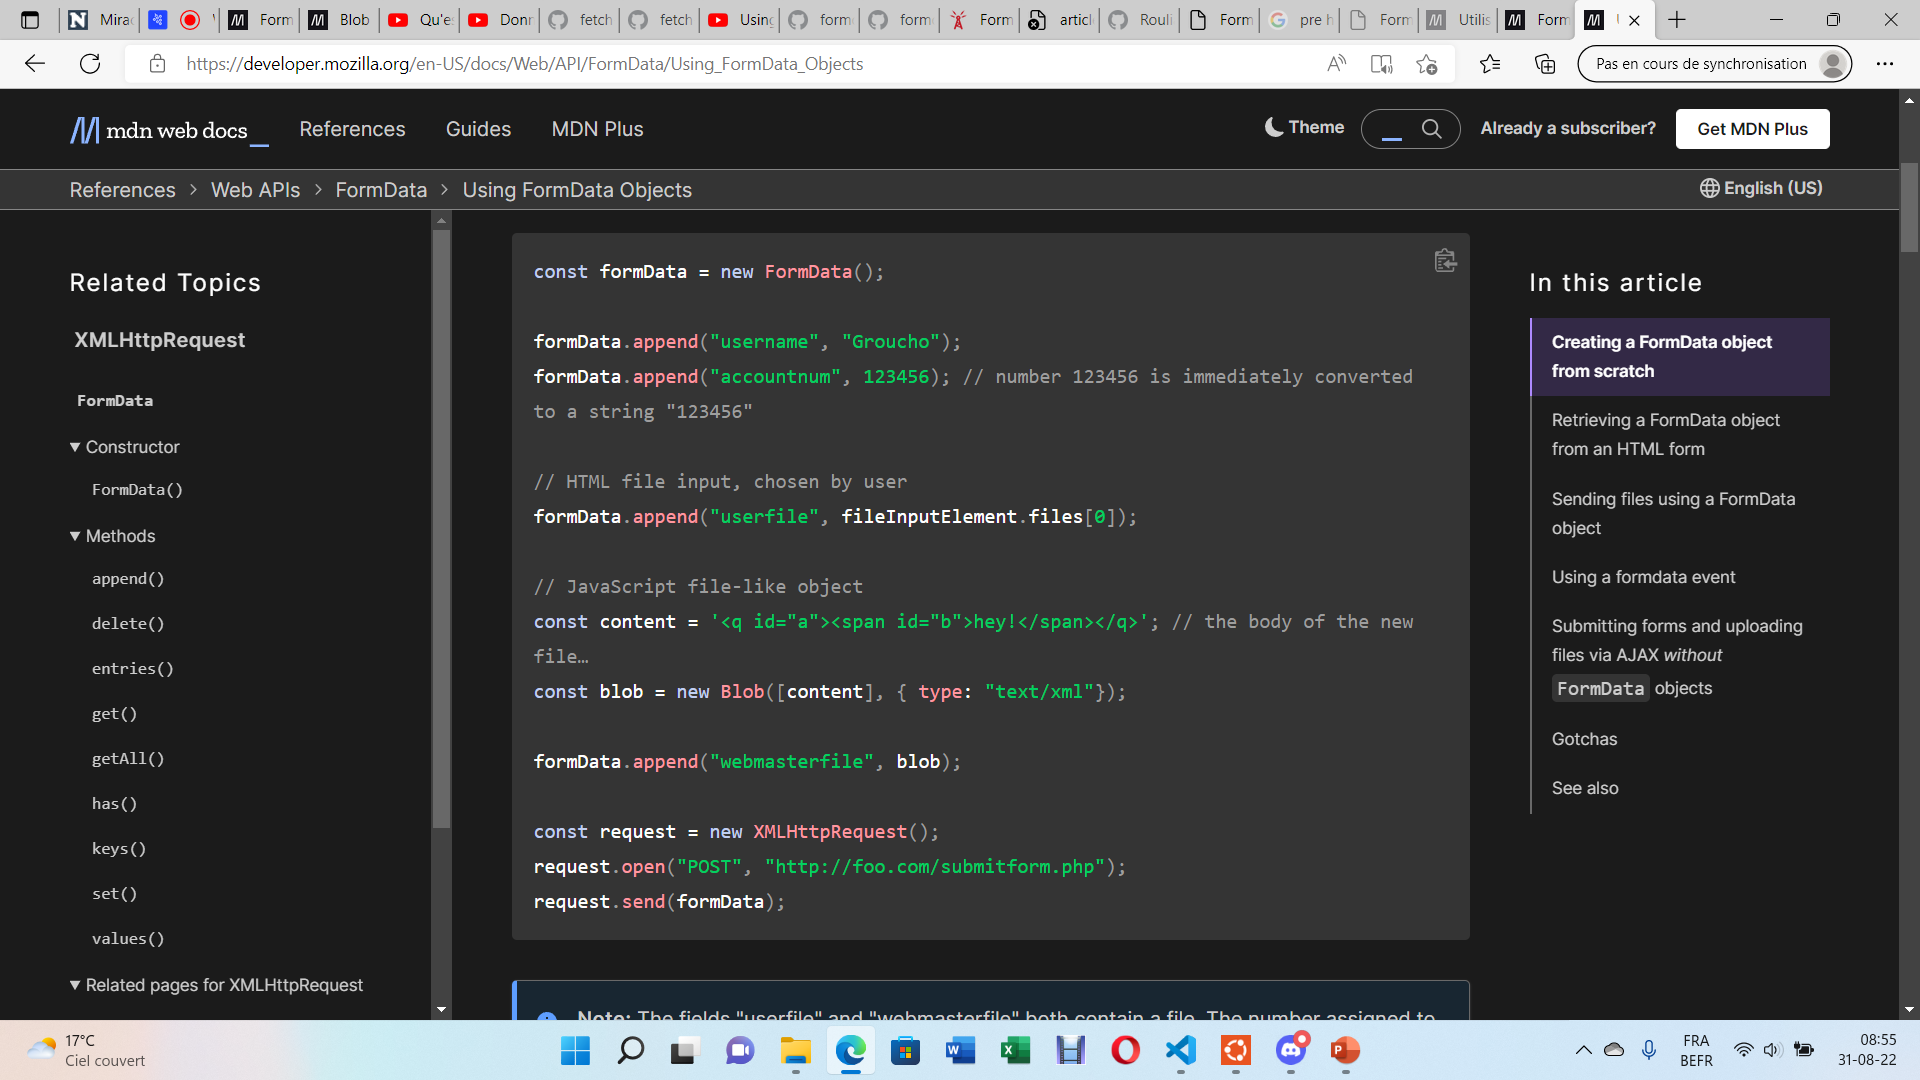 Mirac
Form
Blob
Qu'e
Donn
fetch
fetch
Using
form
form
Form
articl
Rouli
Form
pre h
Form
Utilis
Form
https://developer.mozilla.org/en-US/docs/Web/API/FormData/Using_FormData_Objects
Pas en cours de synchronisation
mdn web docs_
References
Guides
MDN Plus
Theme
Already a subscriber?
Get MDN Plus
References > Web APIs > FormData > Using FormData Objects
English (US)
Related Topics
XMLHttpRequest
FormData
Constructor
FormData()
Methods
append()
delete()
entries()
get()
getAll()
has()
keys()
set()
values()
Related pages for XMLHttpRequest
const formData = new FormData();
formData.append("username", "Groucho");
formData.append("accountnum", 123456); // number 123456 is immediately converted
to a string "123456"
// HTML file input, chosen by user
formData.append("userfile", fileInputElement.files[0]);
// JavaScript file-like object
const content = '<q id="a"><span id="b">hey!</span></q>'; // the body of the new
file…
const blob = new Blob([content], { type: "text/xml"});
formData.append("webmasterfile", blob);
const request = new XMLHttpRequest();
request.open("POST", "http://foo.com/submitform.php");
request.send(formData);
Note: The fields "userfile" and "webmasterfile" both contain a file. The number assigned to
In this article
Creating a FormData object
from scratch
Retrieving a FormData object
from an HTML form
Sending files using a FormData
object
Using a formdata event
Submitting forms and uploading
files via AJAX without
FormData objects
Gotchas
See also
17°C
Ciel couvert
FRA
BEFR
08:55
31-08-22